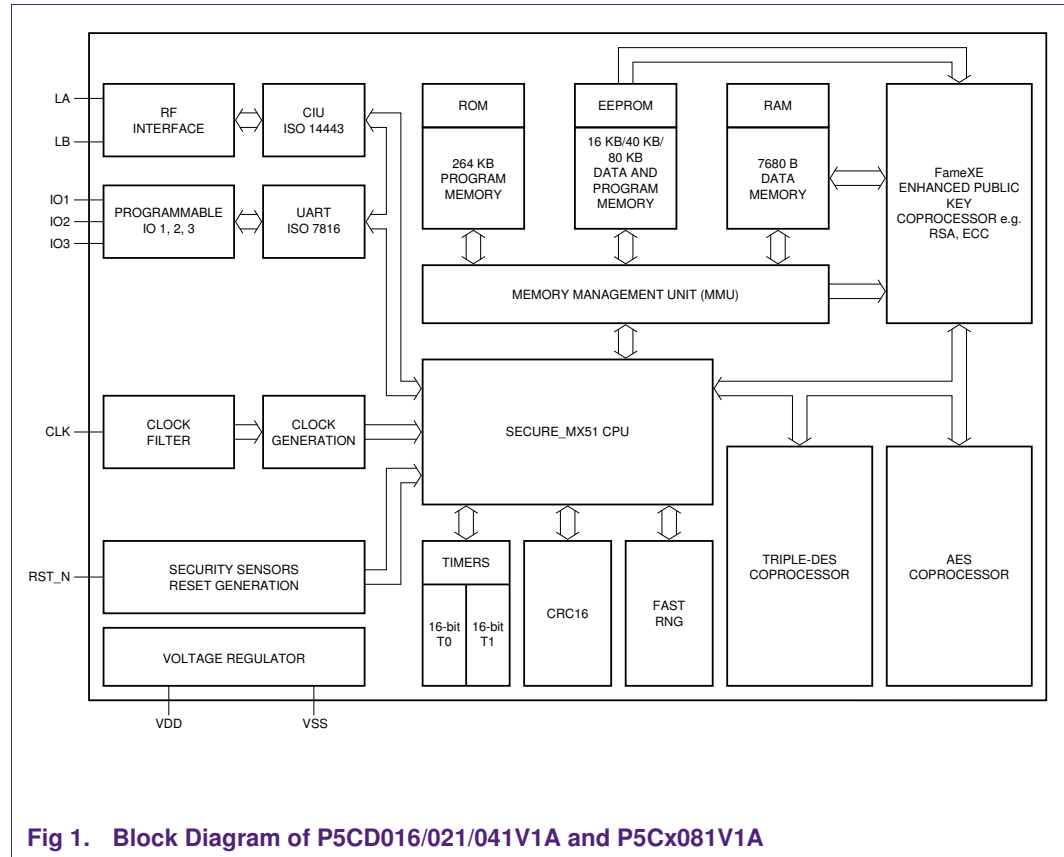 LA
LB
RF
INTERFACE
CIU
ISO 14443
IO1
IO2
IO3
PROGRAMMABLE
IO 1, 2, 3
UART
ISO 7816
ROM
264 KB
PROGRAM
MEMORY
EEPROM
16 KB/40 KB/
80 KB
DATA AND
PROGRAM
MEMORY
RAM
7680 B
DATA
MEMORY
FameXE
ENHANCED PUBLIC
KEY
COPROCESSOR e.g.
RSA, ECC
MEMORY MANAGEMENT UNIT (MMU)
CLK
CLOCK
FILTER
CLOCK
GENERATION
SECURE_MX51 CPU
RST_N
SECURITY SENSORS
RESET GENERATION
TIMERS
16-bit
T0
16-bit
T1
CRC16
FAST
RNG
TRIPLE-DES
COPROCESSOR
AES
COPROCESSOR
VOLTAGE REGULATOR
VDD
VSS
Fig 1. Block Diagram of P5CD016/021/041V1A and P5Cx081V1A